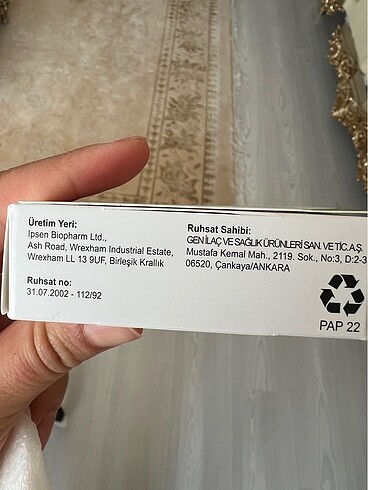 Üretim Yeri:
Ipsen Biopharm Ltd.,
Ash Road, Wrexham Industrial Estate,
Wrexham LL 13 9UF, Birleşik Krallık
Ruhsat no:
31.07.2002 - 112/92
Ruhsat Sahibi:
GEN İLAÇ VE SAĞLIK ÜRÜNLERİ SAN. VE TİC. A.Ş.
Mustafa Kemal Mah., 2119. Sok., No:3, D:2-3
06520, Çankaya/ANKARA
PAP 22